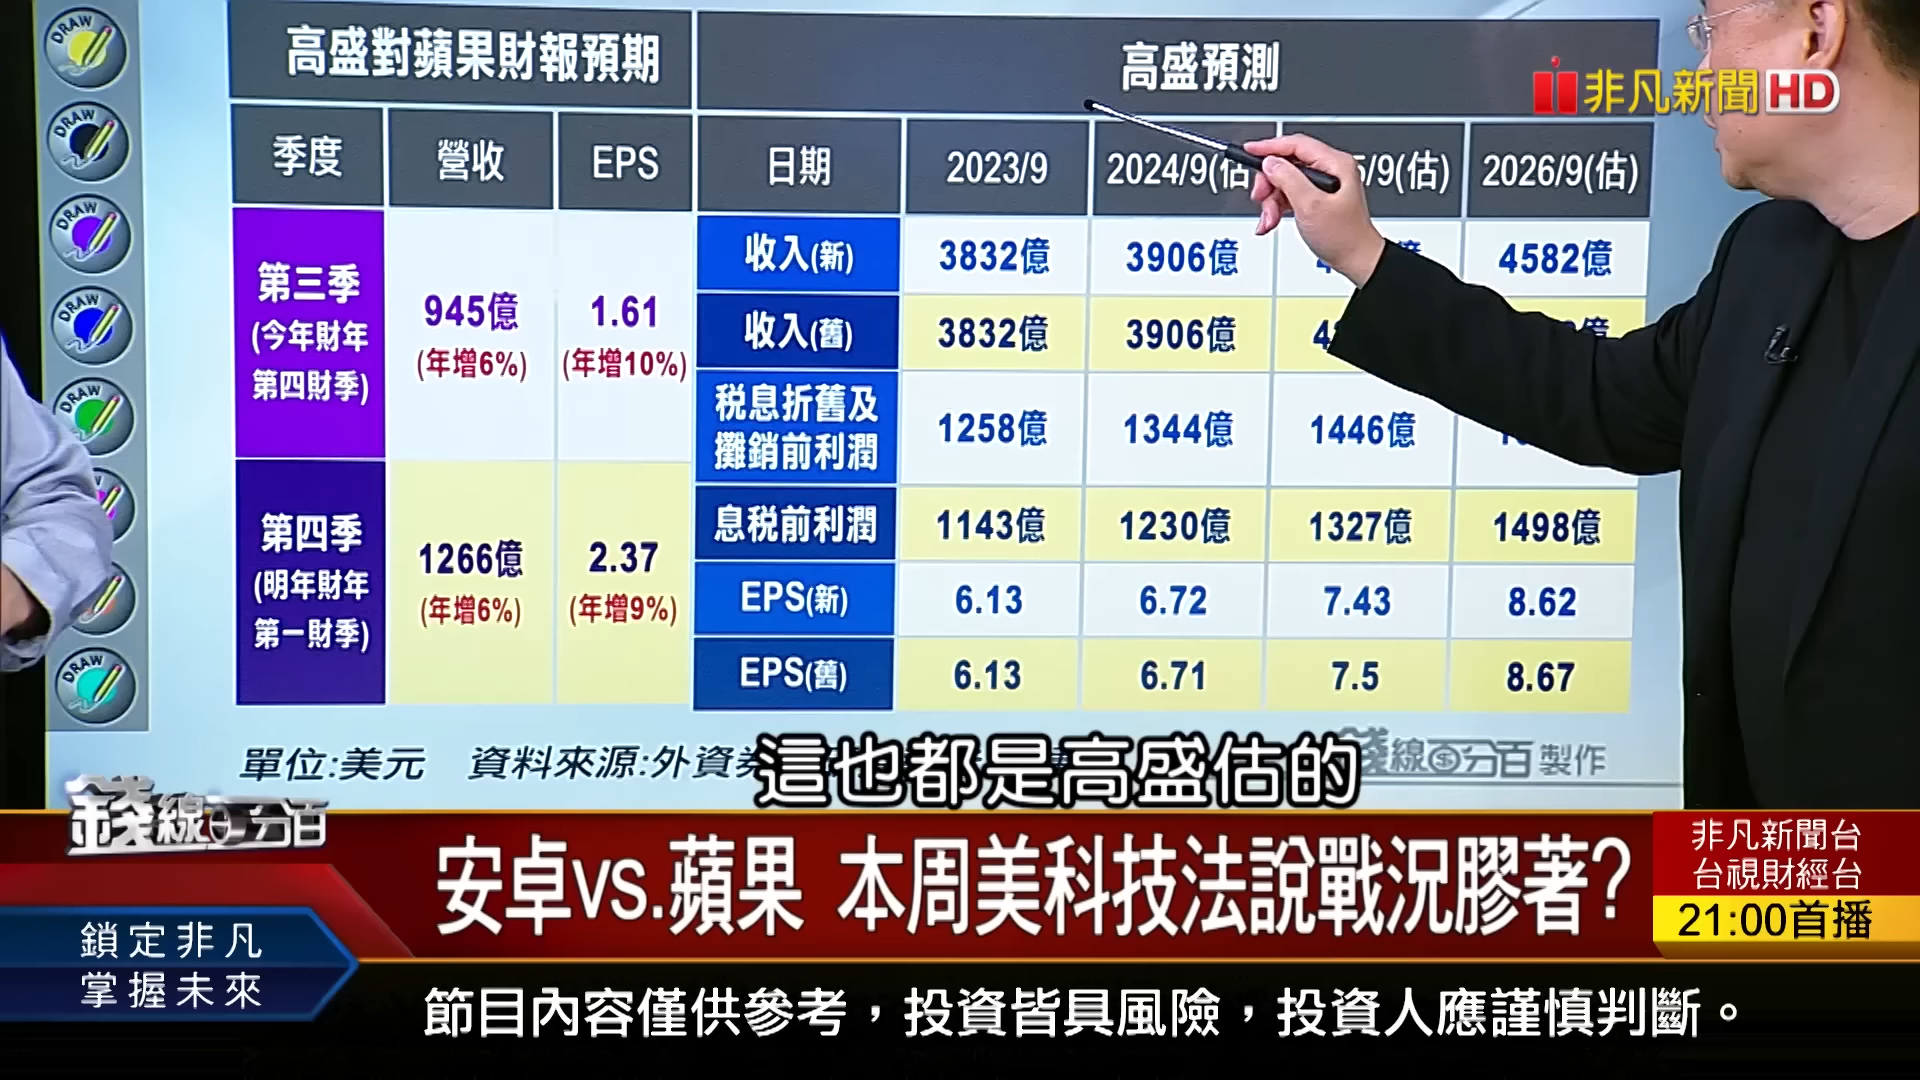 高盛對蘋果財報預期
高盛預測
非凡新聞HD
季度 營收 EPS 日期 2023/9 2024/9(估 5/9(估) 2026/9(估)
第三季
(今年財年
第四財季)
945億
(年增6%)
1.61
(年增10%)
第四季
(明年財年
第一財季)
1266億
(年增6%)
2.37
(年增9%)
收入(新) 3832億 3906億 4582億
收入(舊) 3832億 3906億
稅息折舊及
攤銷前利潤
1258億 1344億 1446億
息稅前利潤 1143億 1230億 1327億 1498億
EPS(新) 6.13 6.72 7.43 8.62
EPS(舊) 6.13 6.71 7.5 8.67
DRAW
DRAW
DRAW
DRAW
DRAW
DRAW
單位:美元 資料來源:外資券
錢線百分百 製作
這也都是高盛估的
錢線百分百
安卓vs.蘋果 本周美科技法說戰況膠著?
非凡新聞台
台視財經台
21:00首播
鎖定非凡
掌握未來
節目內容僅供參考，投資皆具風險，投資人應謹慎判斷。